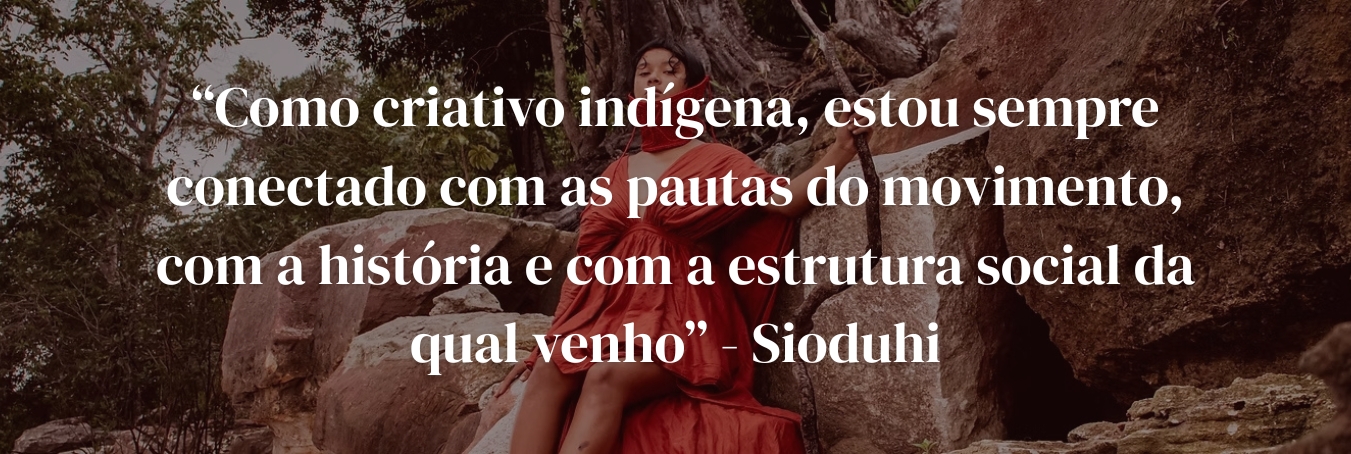 “Como criativo indígena, estou sempre
conectado com as pautas do movimento,
com a história e com a estrutura social da
qual venho” - Sioduhi